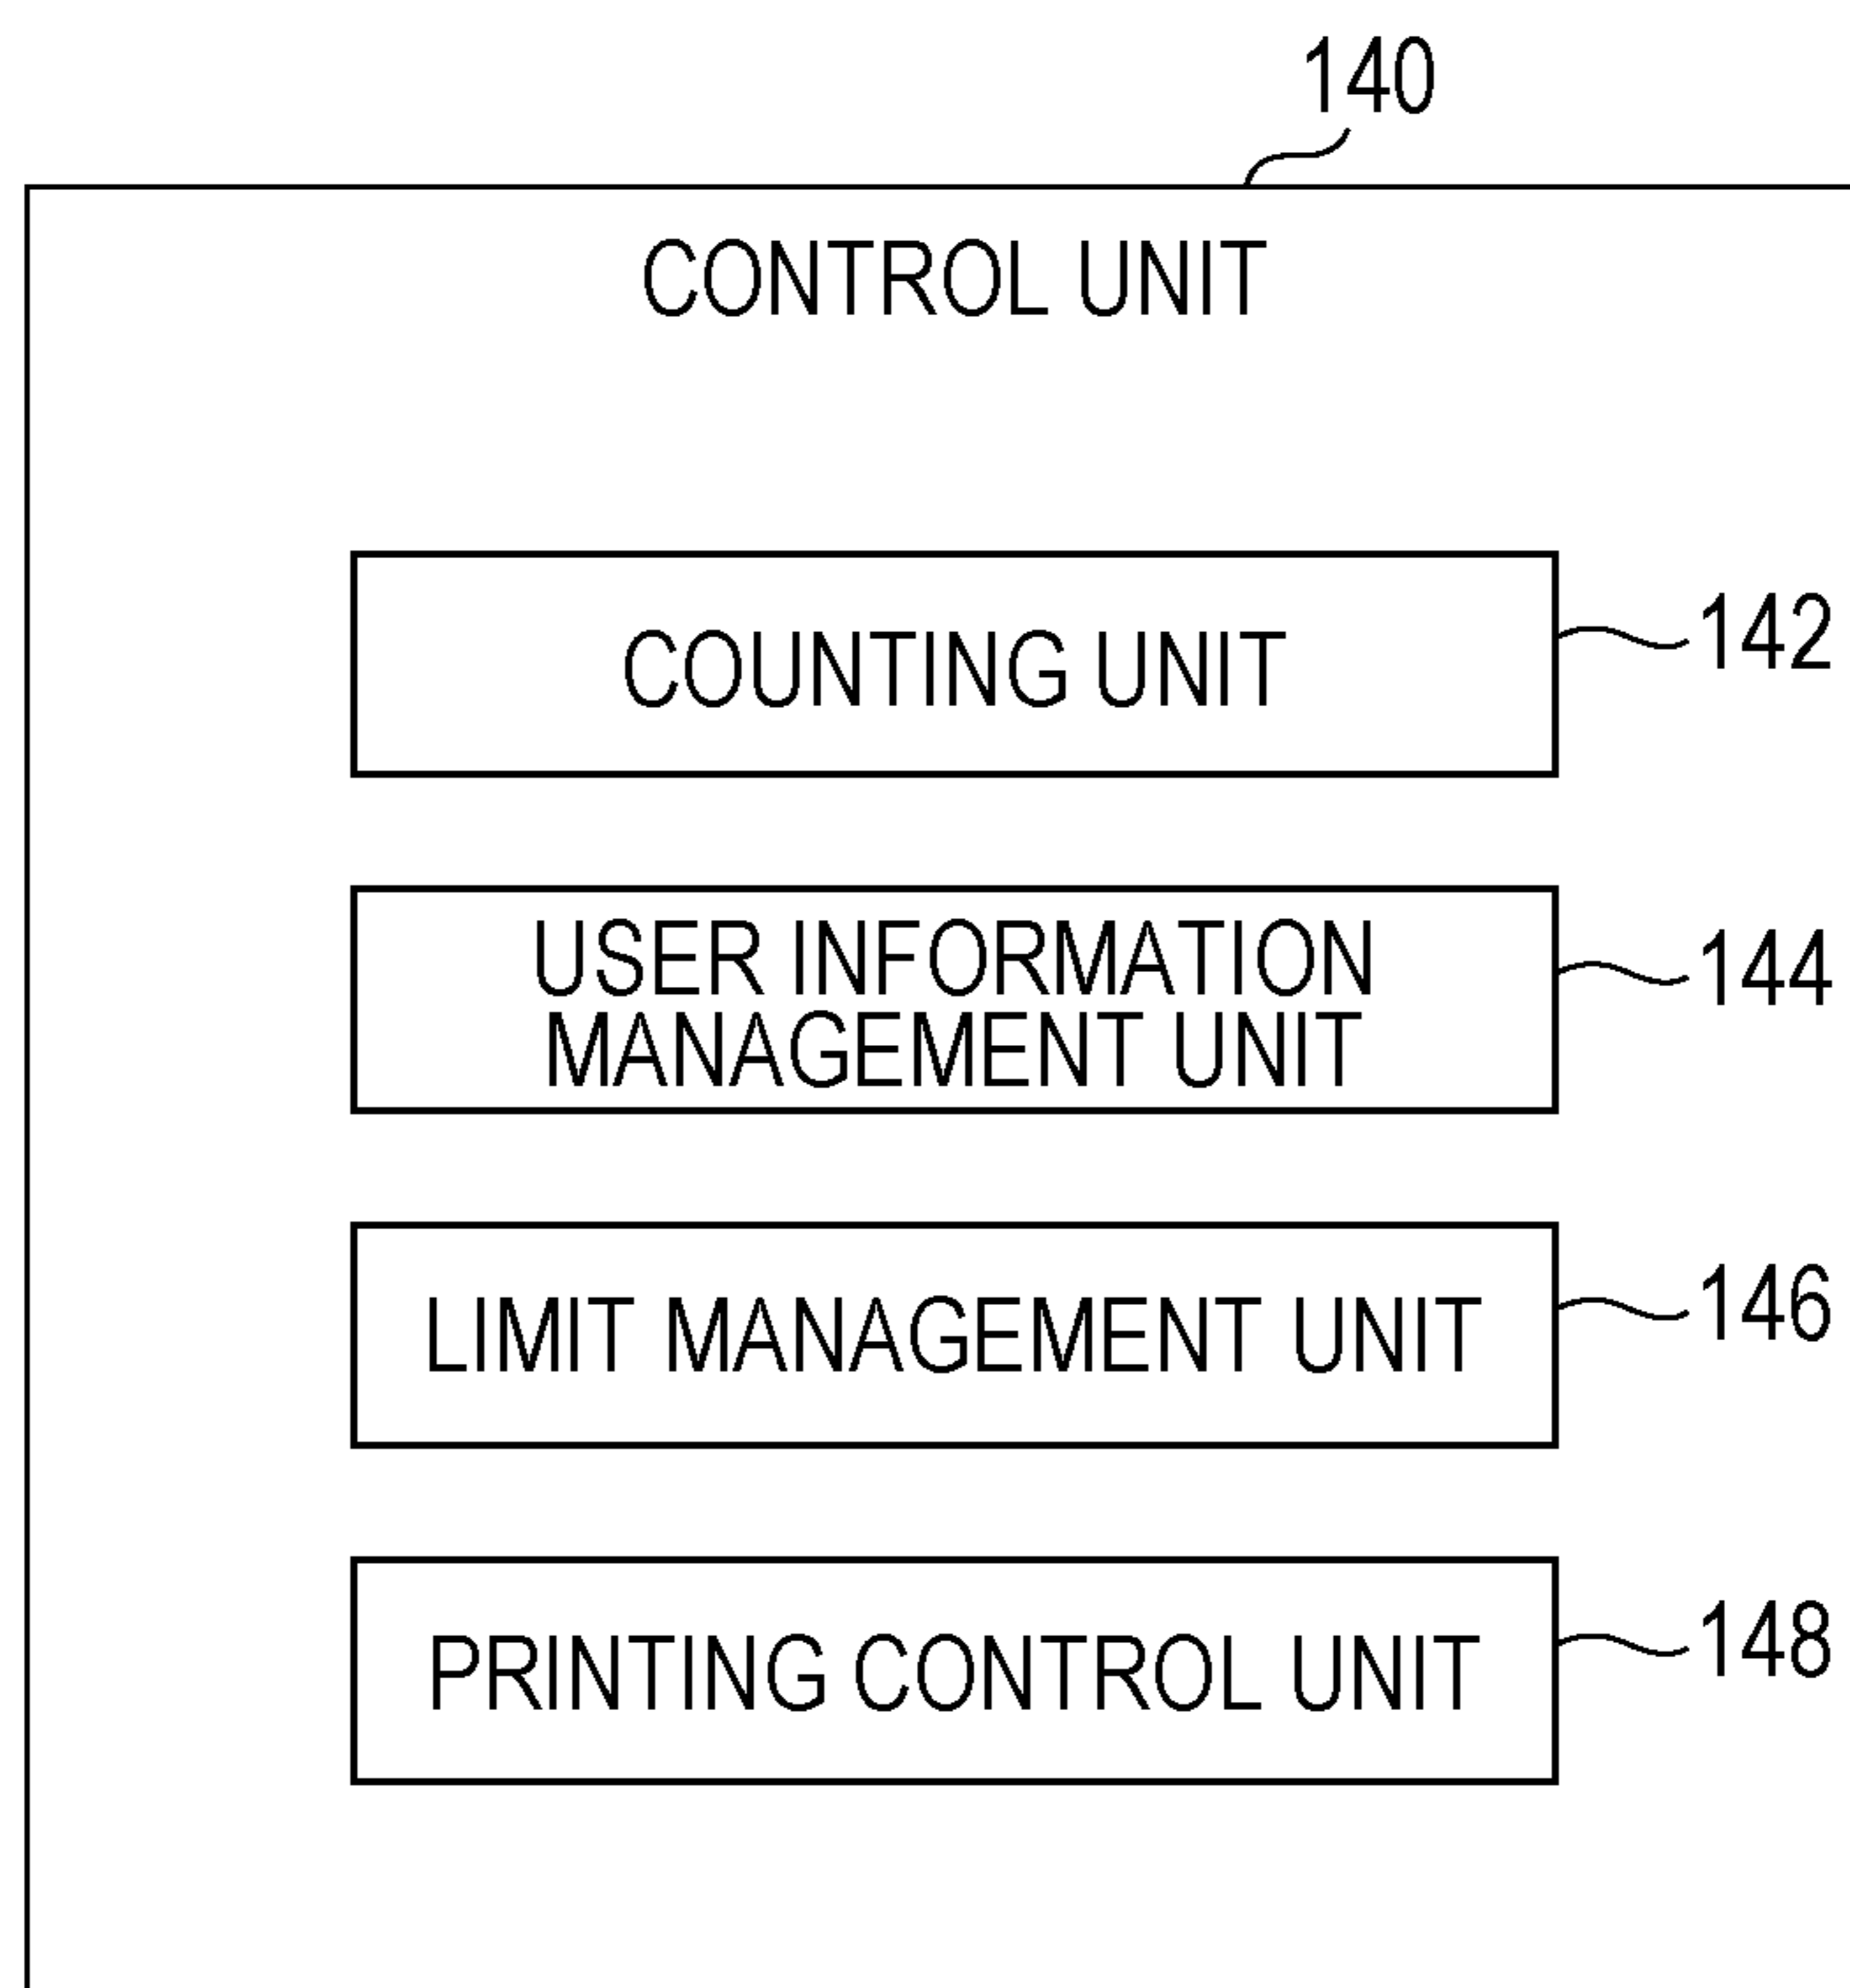 140
CONTROL UNIT
COUNTING UNIT
142
USER INFORMATION
MANAGEMENT UNIT
144
LIMIT MANAGEMENT UNIT
146
PRINTING CONTROL UNIT
148